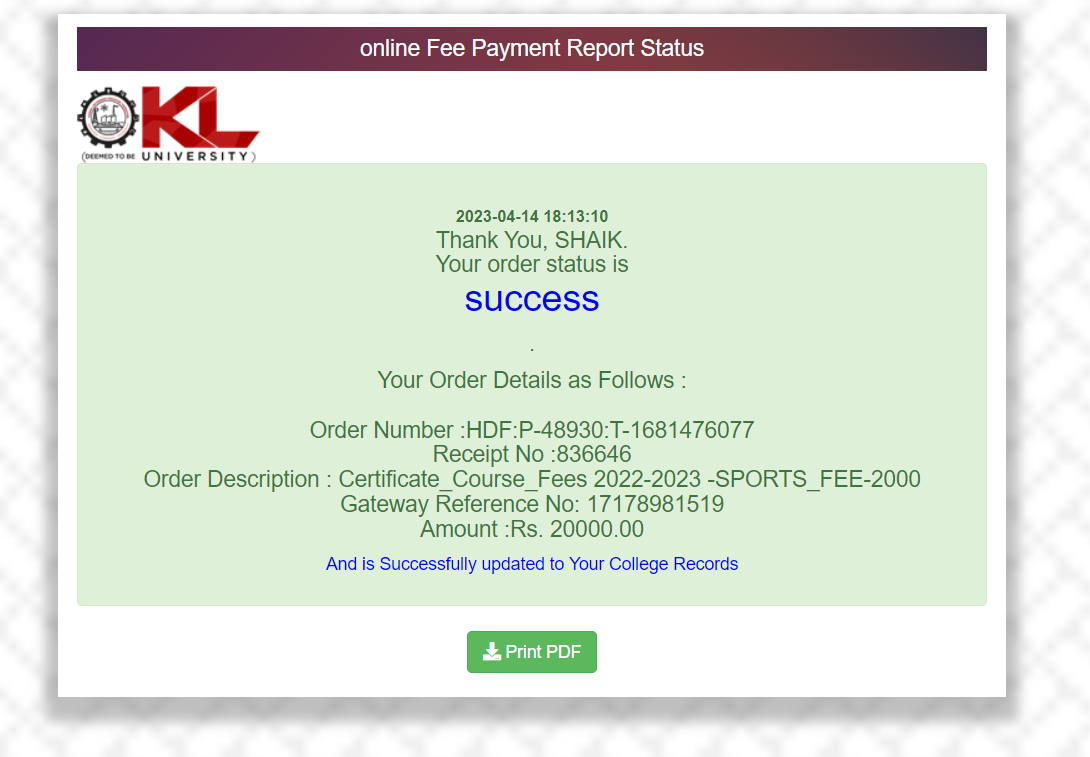 online Fee Payment Report Status
KL
(DEEMED TO BE UNIVERSITY)
2023-04-14 18:13:10
Thank You, SHAIK.
Your order status is
success
.
Your Order Details as Follows :
Order Number :HDF:P-48930:T-1681476077
Receipt No :836646
Order Description : Certificate_Course_Fees 2022-2023 -SPORTS_FEE-2000
Gateway Reference No: 17178981519
Amount :Rs. 20000.00
And is Successfully updated to Your College Records
Print PDF